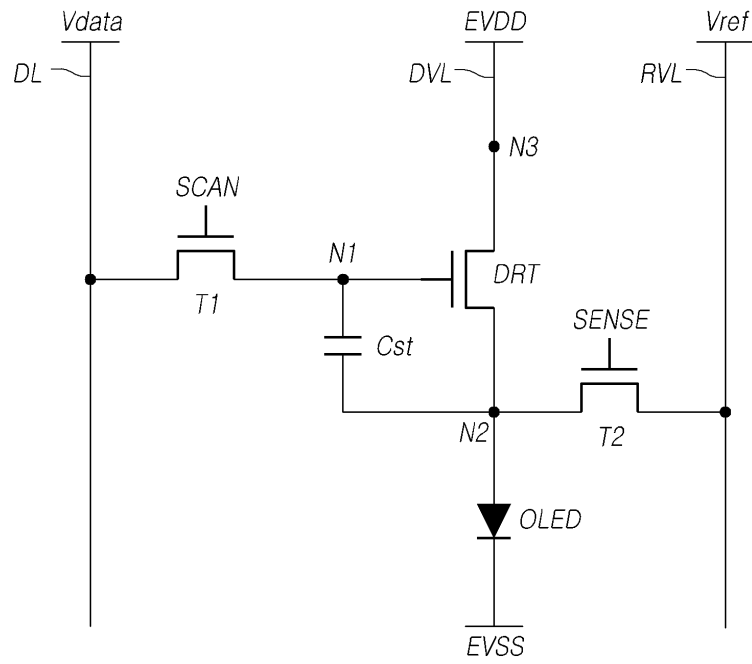 Vdata
EVDD
Vref
DL
DVL
RVL
N3
SCAN
N1
DRT
T1
SENSE
Cst
N2
T2
OLED
EVSS